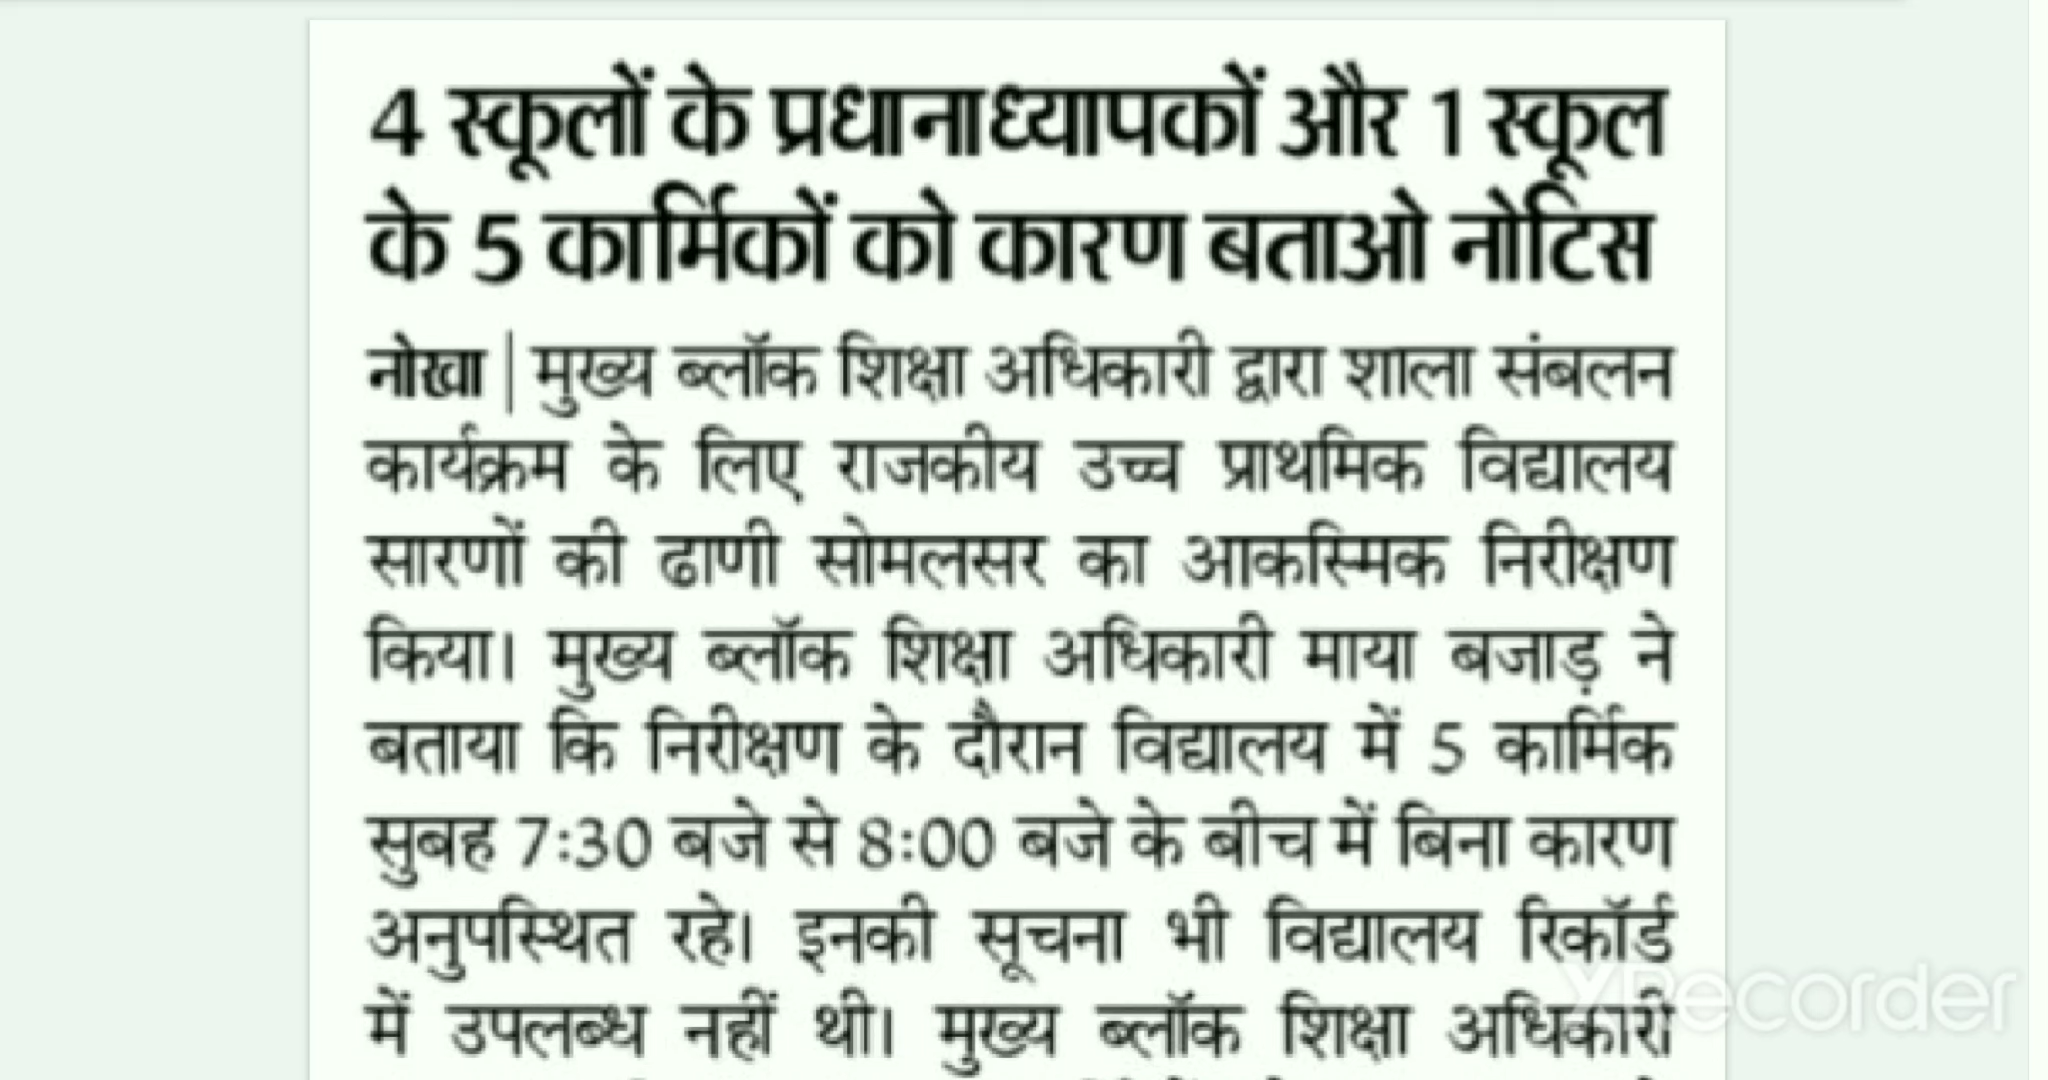 4 स्कूलों के प्रधानाध्यापकों और 1 स्कूल
के 5 कार्मिकों को कारण बताओ नोटिस
नोखा | मुख्य ब्लॉक शिक्षा अधिकारी द्वारा शाला संबलन
कार्यक्रम के लिए राजकीय उच्च प्राथमिक विद्यालय
सारणों की ढाणी सोमलसर का आकस्मिक निरीक्षण
किया। मुख्य ब्लॉक शिक्षा अधिकारी माया बजाड़ ने
बताया कि निरीक्षण के दौरान विद्यालय में 5 कार्मिक
सुबह 7:30 बजे से 8:00 बजे के बीच में बिना कारण
अनुपस्थित रहे। इनकी सूचना भी विद्यालय रिकॉर्ड
में उपलब्ध नहीं थी। मुख्य ब्लॉक शिक्षा अधिकारी
XRecorder